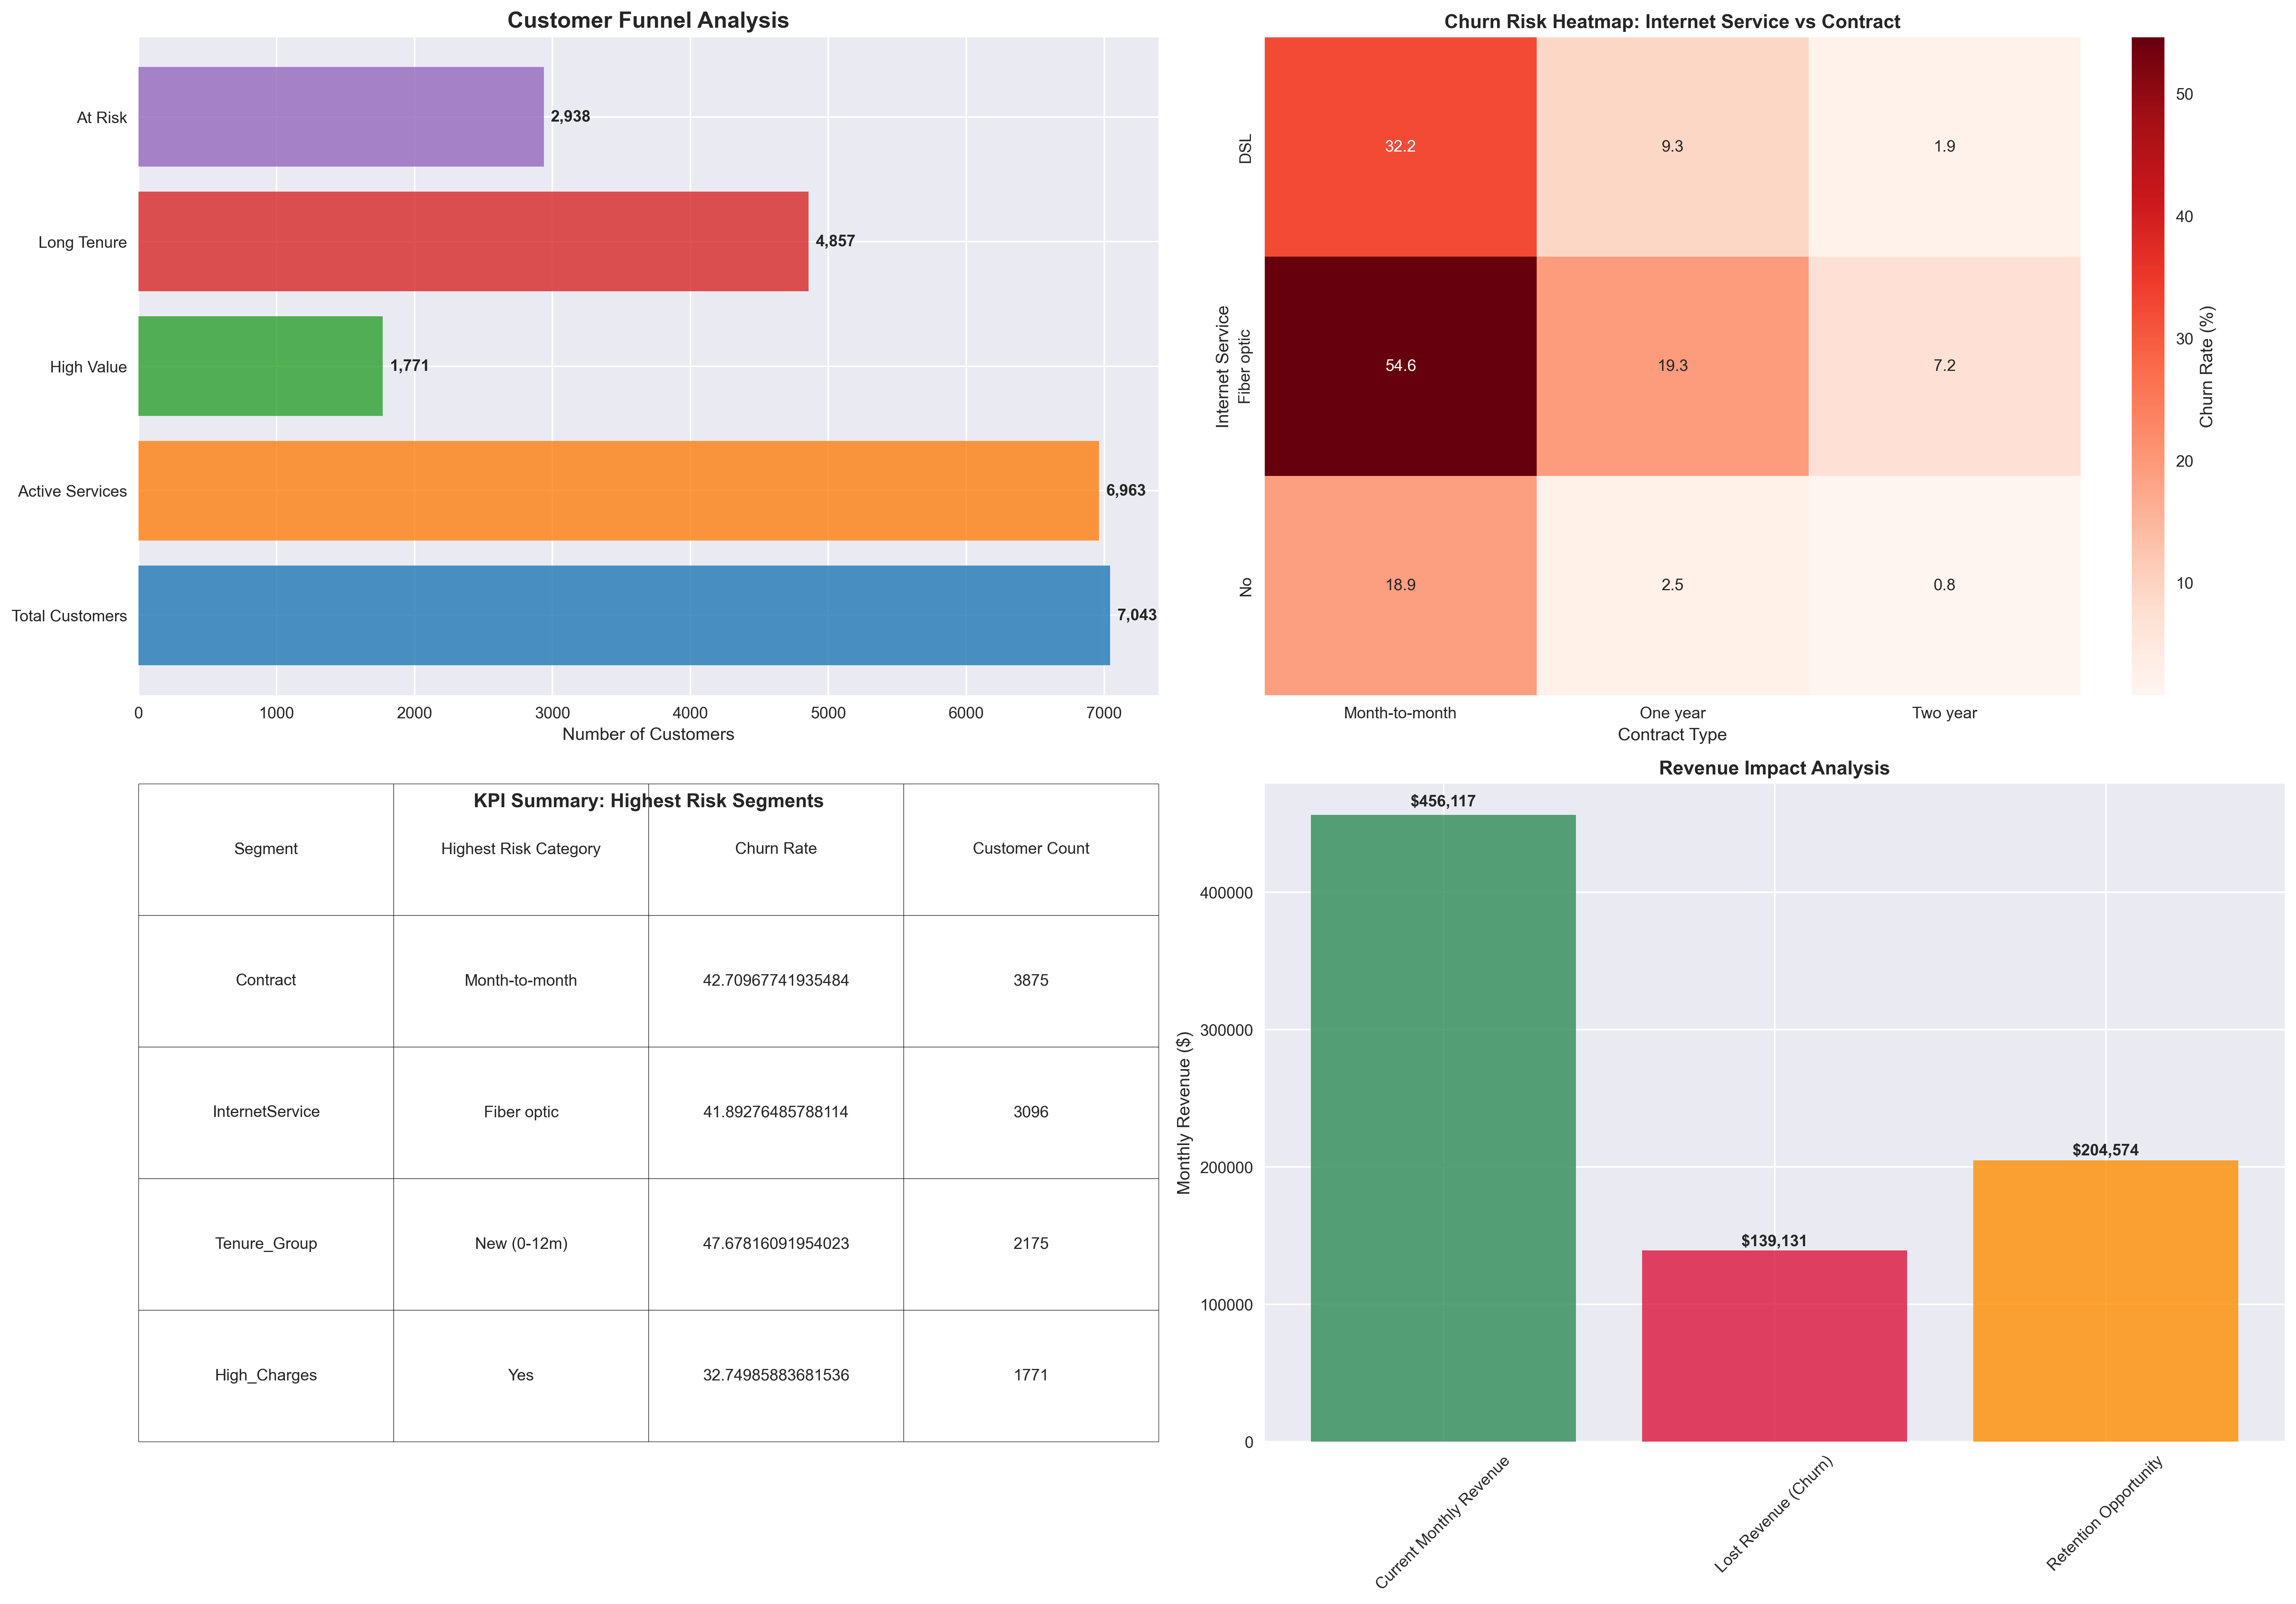 Customer Funnel Analysis
At Risk
2,938
Long Tenure
4,857
High Value
1,771
Active Services
6,963
Total Customers
7,043
0 1000 2000 3000 4000 5000 6000 7000
Number of Customers
Churn Risk Heatmap: Internet Service vs Contract
Internet Service
DSL
32.2 9.3 1.9
Fiber optic
54.6 19.3 7.2
No
18.9 2.5 0.8
Month-to-month One year Two year
Contract Type
50
40
30
20
10
Churn Rate (%)
KPI Summary: Highest Risk Segments
Segment Highest Risk Category Churn Rate Customer Count
Contract Month-to-month 42.70967741935484 3875
InternetService Fiber optic 41.89276485788114 3096
Tenure_Group New (0-12m) 47.67816091954023 2175
High_Charges Yes 32.74985883681536 1771
Revenue Impact Analysis
Monthly Revenue ($)
400000
300000
200000
100000
0
$456,117
$139,131
$204,574
Current Monthly Revenue
Lost Revenue (Churn)
Retention Opportunity